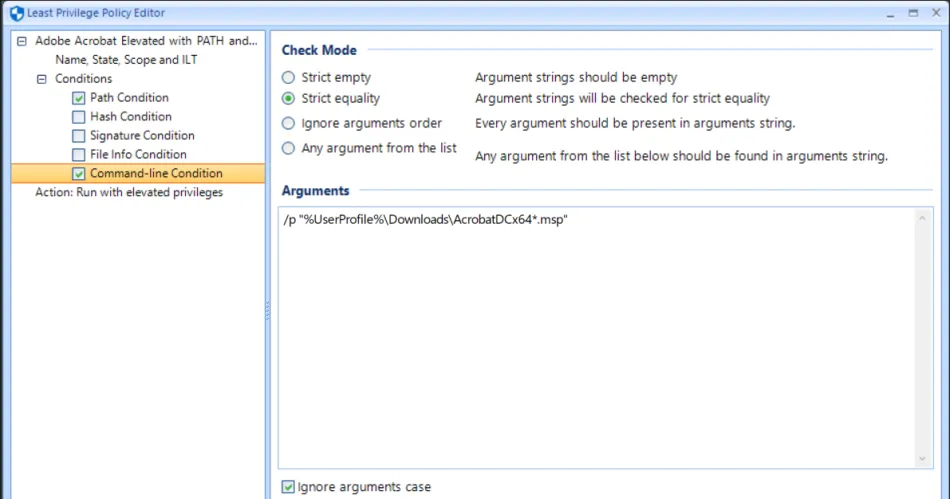 Least Privilege Policy Editor
Adobe Acrobat Elevated with PATH and...
Name, State, Scope and ILT
Conditions
Path Condition
Hash Condition
Signature Condition
File Info Condition
Command-line Condition
Action: Run with elevated privileges
Check Mode
Strict empty Argument strings should be empty
Strict equality Argument strings will be checked for strict equality
Ignore arguments order Every argument should be present in arguments string.
Any argument from the list Any argument from the list below should be found in arguments string.
Arguments
/p "%UserProfile%\Downloads\AcrobatDCx64*.msp"
Ignore arguments case